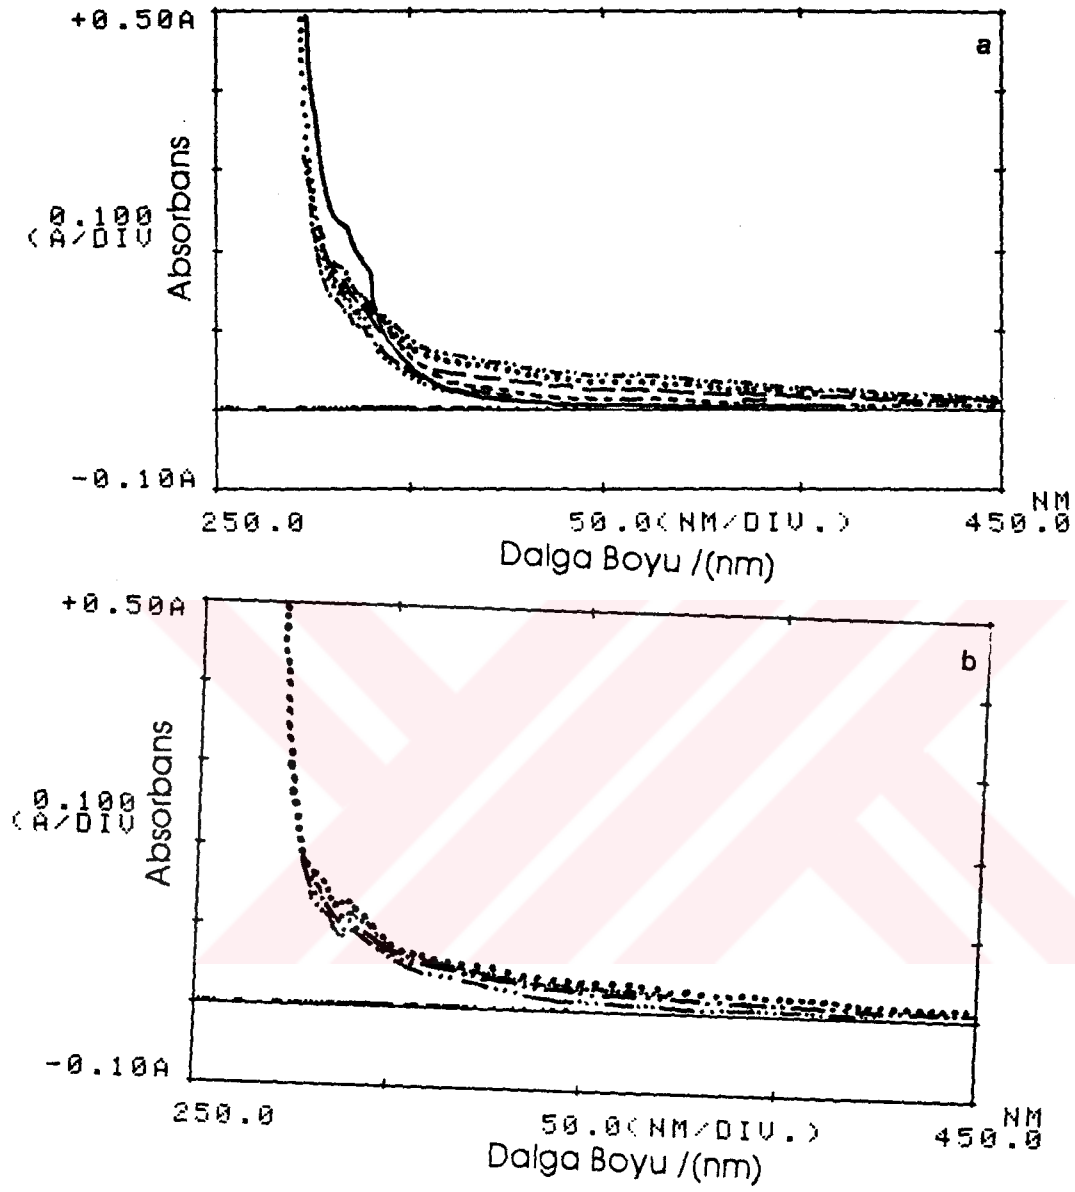 +0.50A
a
Absorbans
0.100
(A/DIV
-0.10A
NM
250.0 50.0(NM/DIV.) 450.0
Dalga Boyu /(nm)
+0.50A
b
Absorbans
0.100
(A/DIV
-0.10A
NM
250.0 50.0(NM/DIV.) 450.0
Dalga Boyu /(nm)